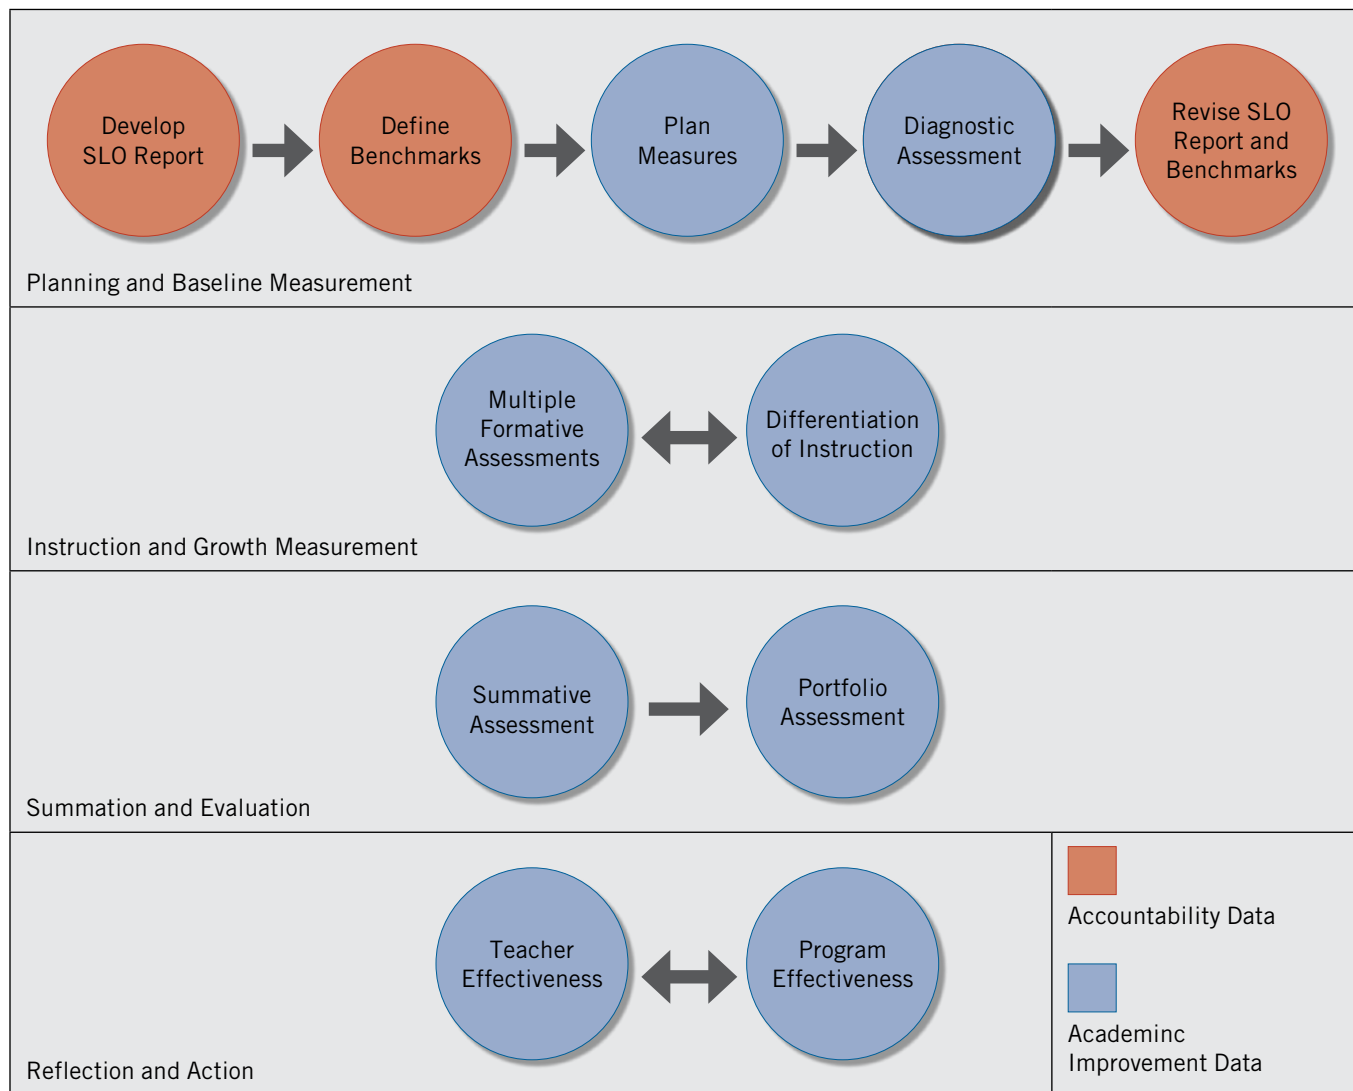 Develop
SLO Report
Define
Benchmarks
Plan
Measures
Diagnostic
Assessment
Revise SLO
Report and
Benchmarks
Planning and Baseline Measurement
Multiple
Formative
Assessments
Differentiation
of Instruction
Instruction and Growth Measurement
Summative
Assessment
Portfolio
Assessment
Summation and Evaluation
Teacher
Effectiveness
Program
Effectiveness
Reflection and Action
Accountability Data
Academinc
Improvement Data